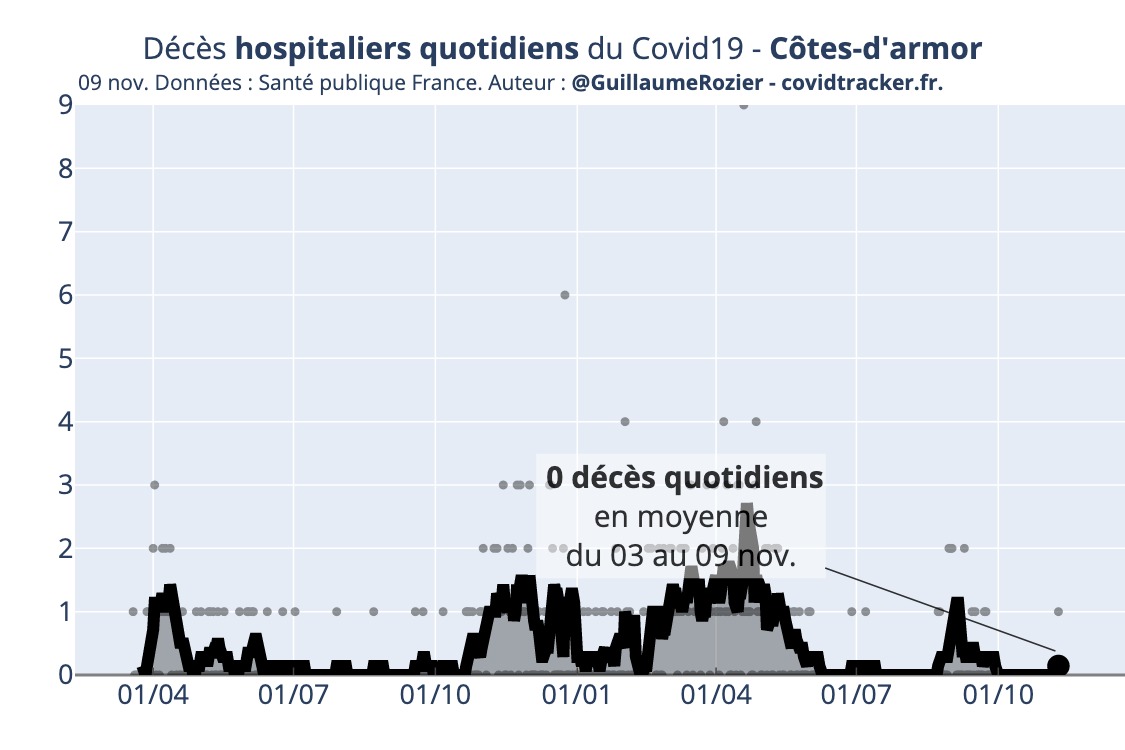 Décès hospitaliers quotidiens du Covid19 - Côtes-d'armor
09 nov. Données : Santé publique France. Auteur : @GuillaumeRozier - covidtracker.fr.
9
8
7
6
5
4
3
2
1
0
0 décès quotidiens
en moyenne
du 03 au 09 nov.
01/04 01/07 01/10 01/01 01/04 01/07 01/10